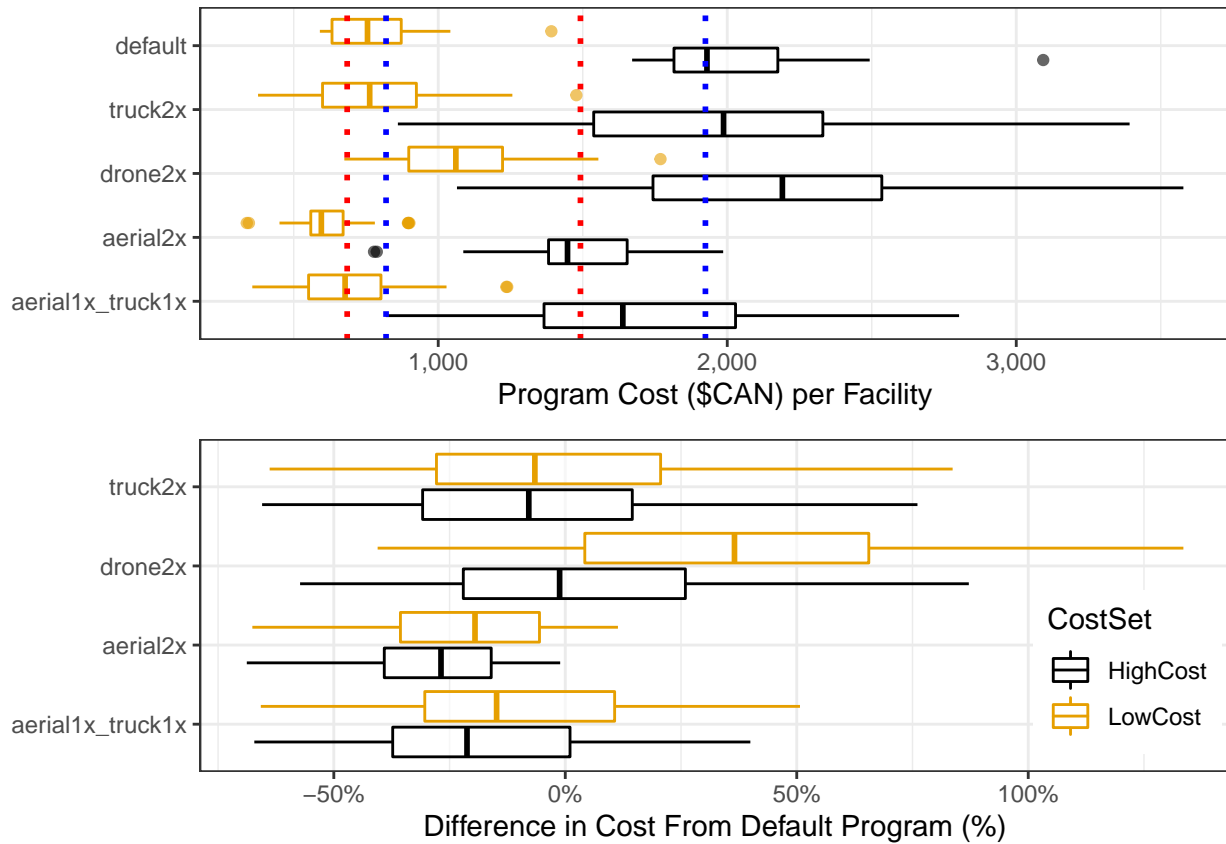 default
truck2x
drone2x
aerial2x
aerial1x_truck1x
1,000 2,000 3,000
Program Cost ($CAN) per Facility
truck2x
drone2x
aerial2x
aerial1x_truck1x
CostSet
HighCost
LowCost
−50% 0% 50% 100%
Difference in Cost From Default Program (%)